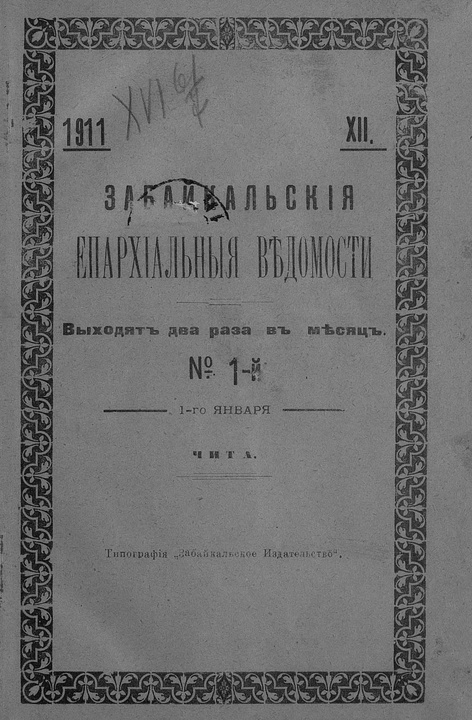 1911 XII.
ЗАБАЙКАЛЬСКІЯ
ЕПАРХІАЛЬНЫЯ ВѢДОМОСТИ
Выходятъ два раза въ мѣсяцъ.
№ 1-й
1-го ЯНВАРЯ
ЧИТА.
Типографія „Забайкальское Издательство“.